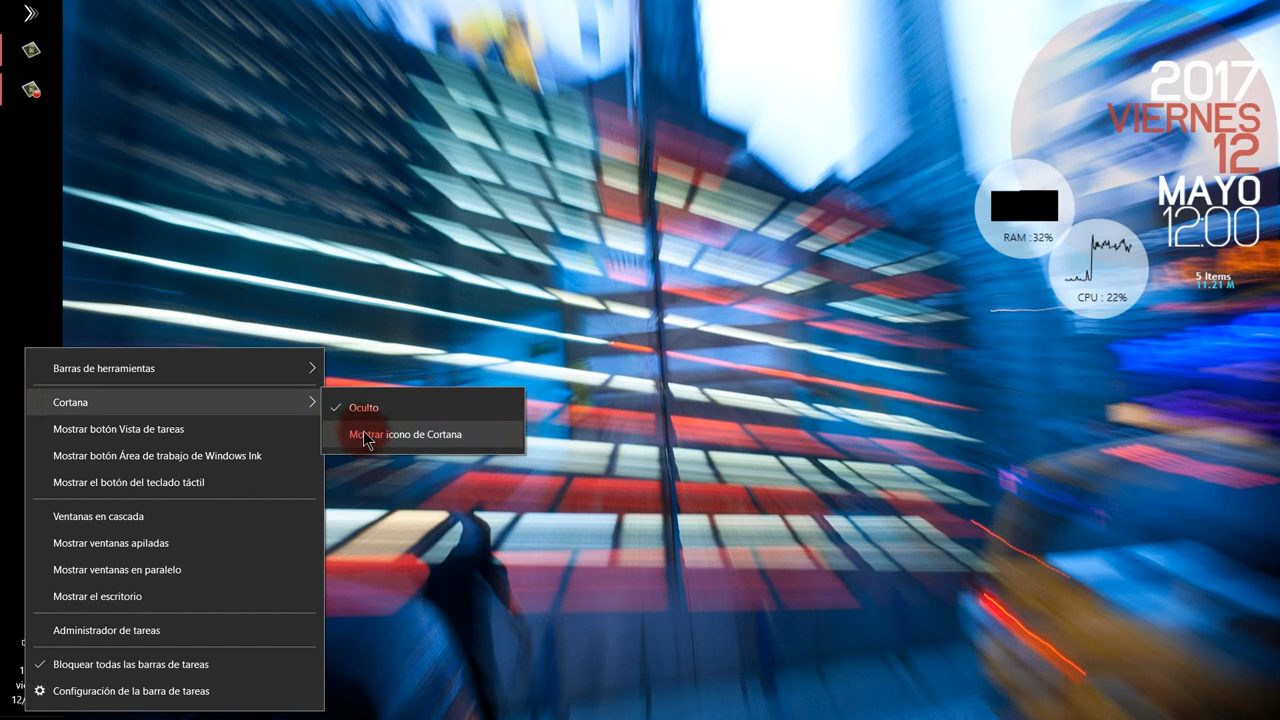 2017
VIERNES
12
MAYO
12:00
RAM :32%
CPU : 22%
5 Items
11.21 M
Barras de herramientas
Cortana
Oculto
Mostrar icono de Cortana
Mostrar botón Vista de tareas
Mostrar botón Área de trabajo de Windows Ink
Mostrar el botón del teclado táctil
Ventanas en cascada
Mostrar ventanas apiladas
Mostrar ventanas en paralelo
Mostrar el escritorio
Administrador de tareas
Bloquear todas las barras de tareas
Configuración de la barra de tareas
12/